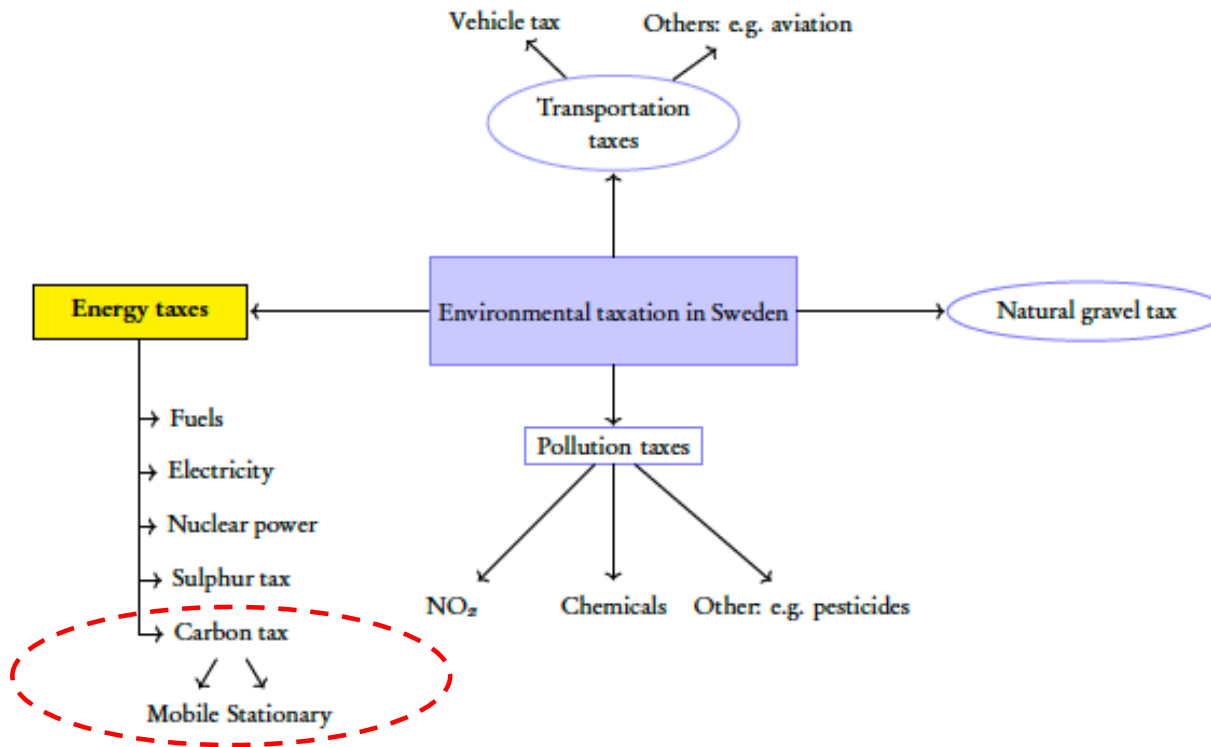 Vehicle tax
Others: e.g. aviation
Transportation
taxes
Energy taxes
Environmental taxation in Sweden
Natural gravel tax
Fuels
Electricity
Nuclear power
Sulphur tax
Carbon tax
Mobile Stationary
Pollution taxes
NO₂
Chemicals
Other: e.g. pesticides